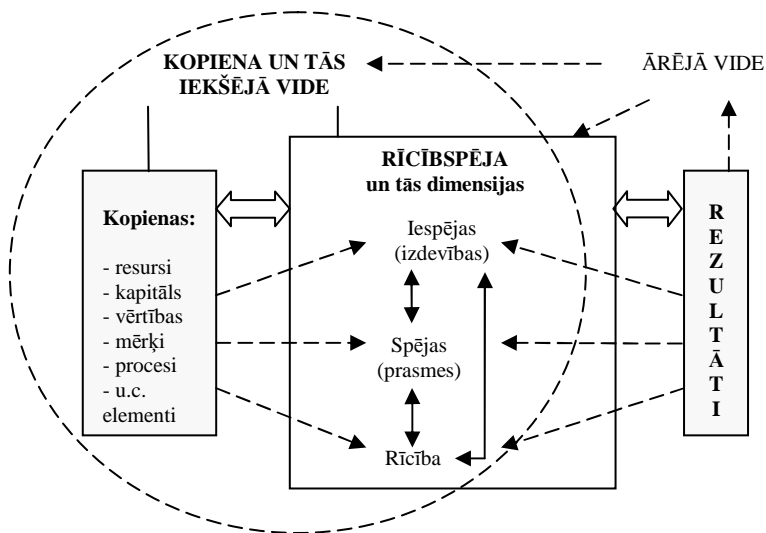 KOPIENA UN TĀS
IEKŠĒJĀ VIDE
ĀRĒJĀ VIDE
RĪCĪBSPĒJA
un tās dimensijas
Kopienas:
- resursi
- kapitāls
- vērtības
- mērķi
- procesi
- u.c.
elementi
Iespējas
(izdevības)
Spējas
(prasmes)
Rīcība
R
E
Z
U
L
T
Ā
T
I